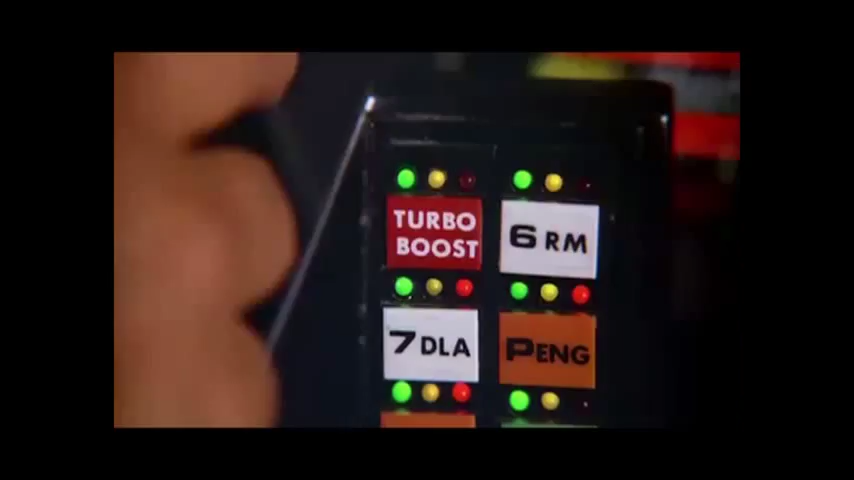 TURBO
BOOST
6 RM
7 DLA
PENG